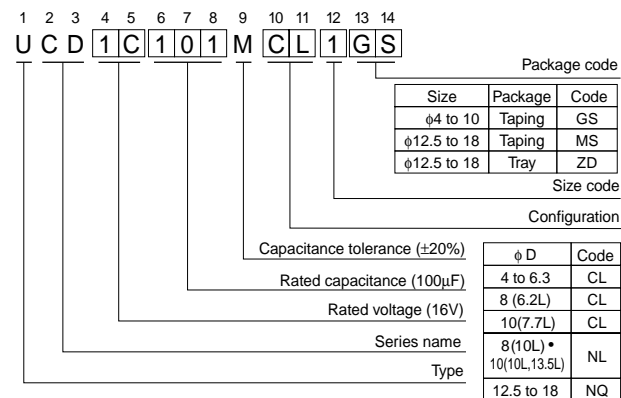 1 2 3 4 5 6 7 8 9 10 11 12 13 14
U C D 1 C 1 0 1 M C L 1 G S
Package code
Size Package Code
ϕ4 to 10 Taping GS
ϕ12.5 to 18 Taping MS
ϕ12.5 to 18 Tray ZD
Size code
Configuration
Capacitance tolerance (±20%)
Rated capacitance (100μF)
Rated voltage (16V)
Series name
Type
ϕ D Code
4 to 6.3 CL
8 (6.2L) CL
10(7.7L) CL
8(10L) •
10(10L,13.5L) NL
12.5 to 18 NQ